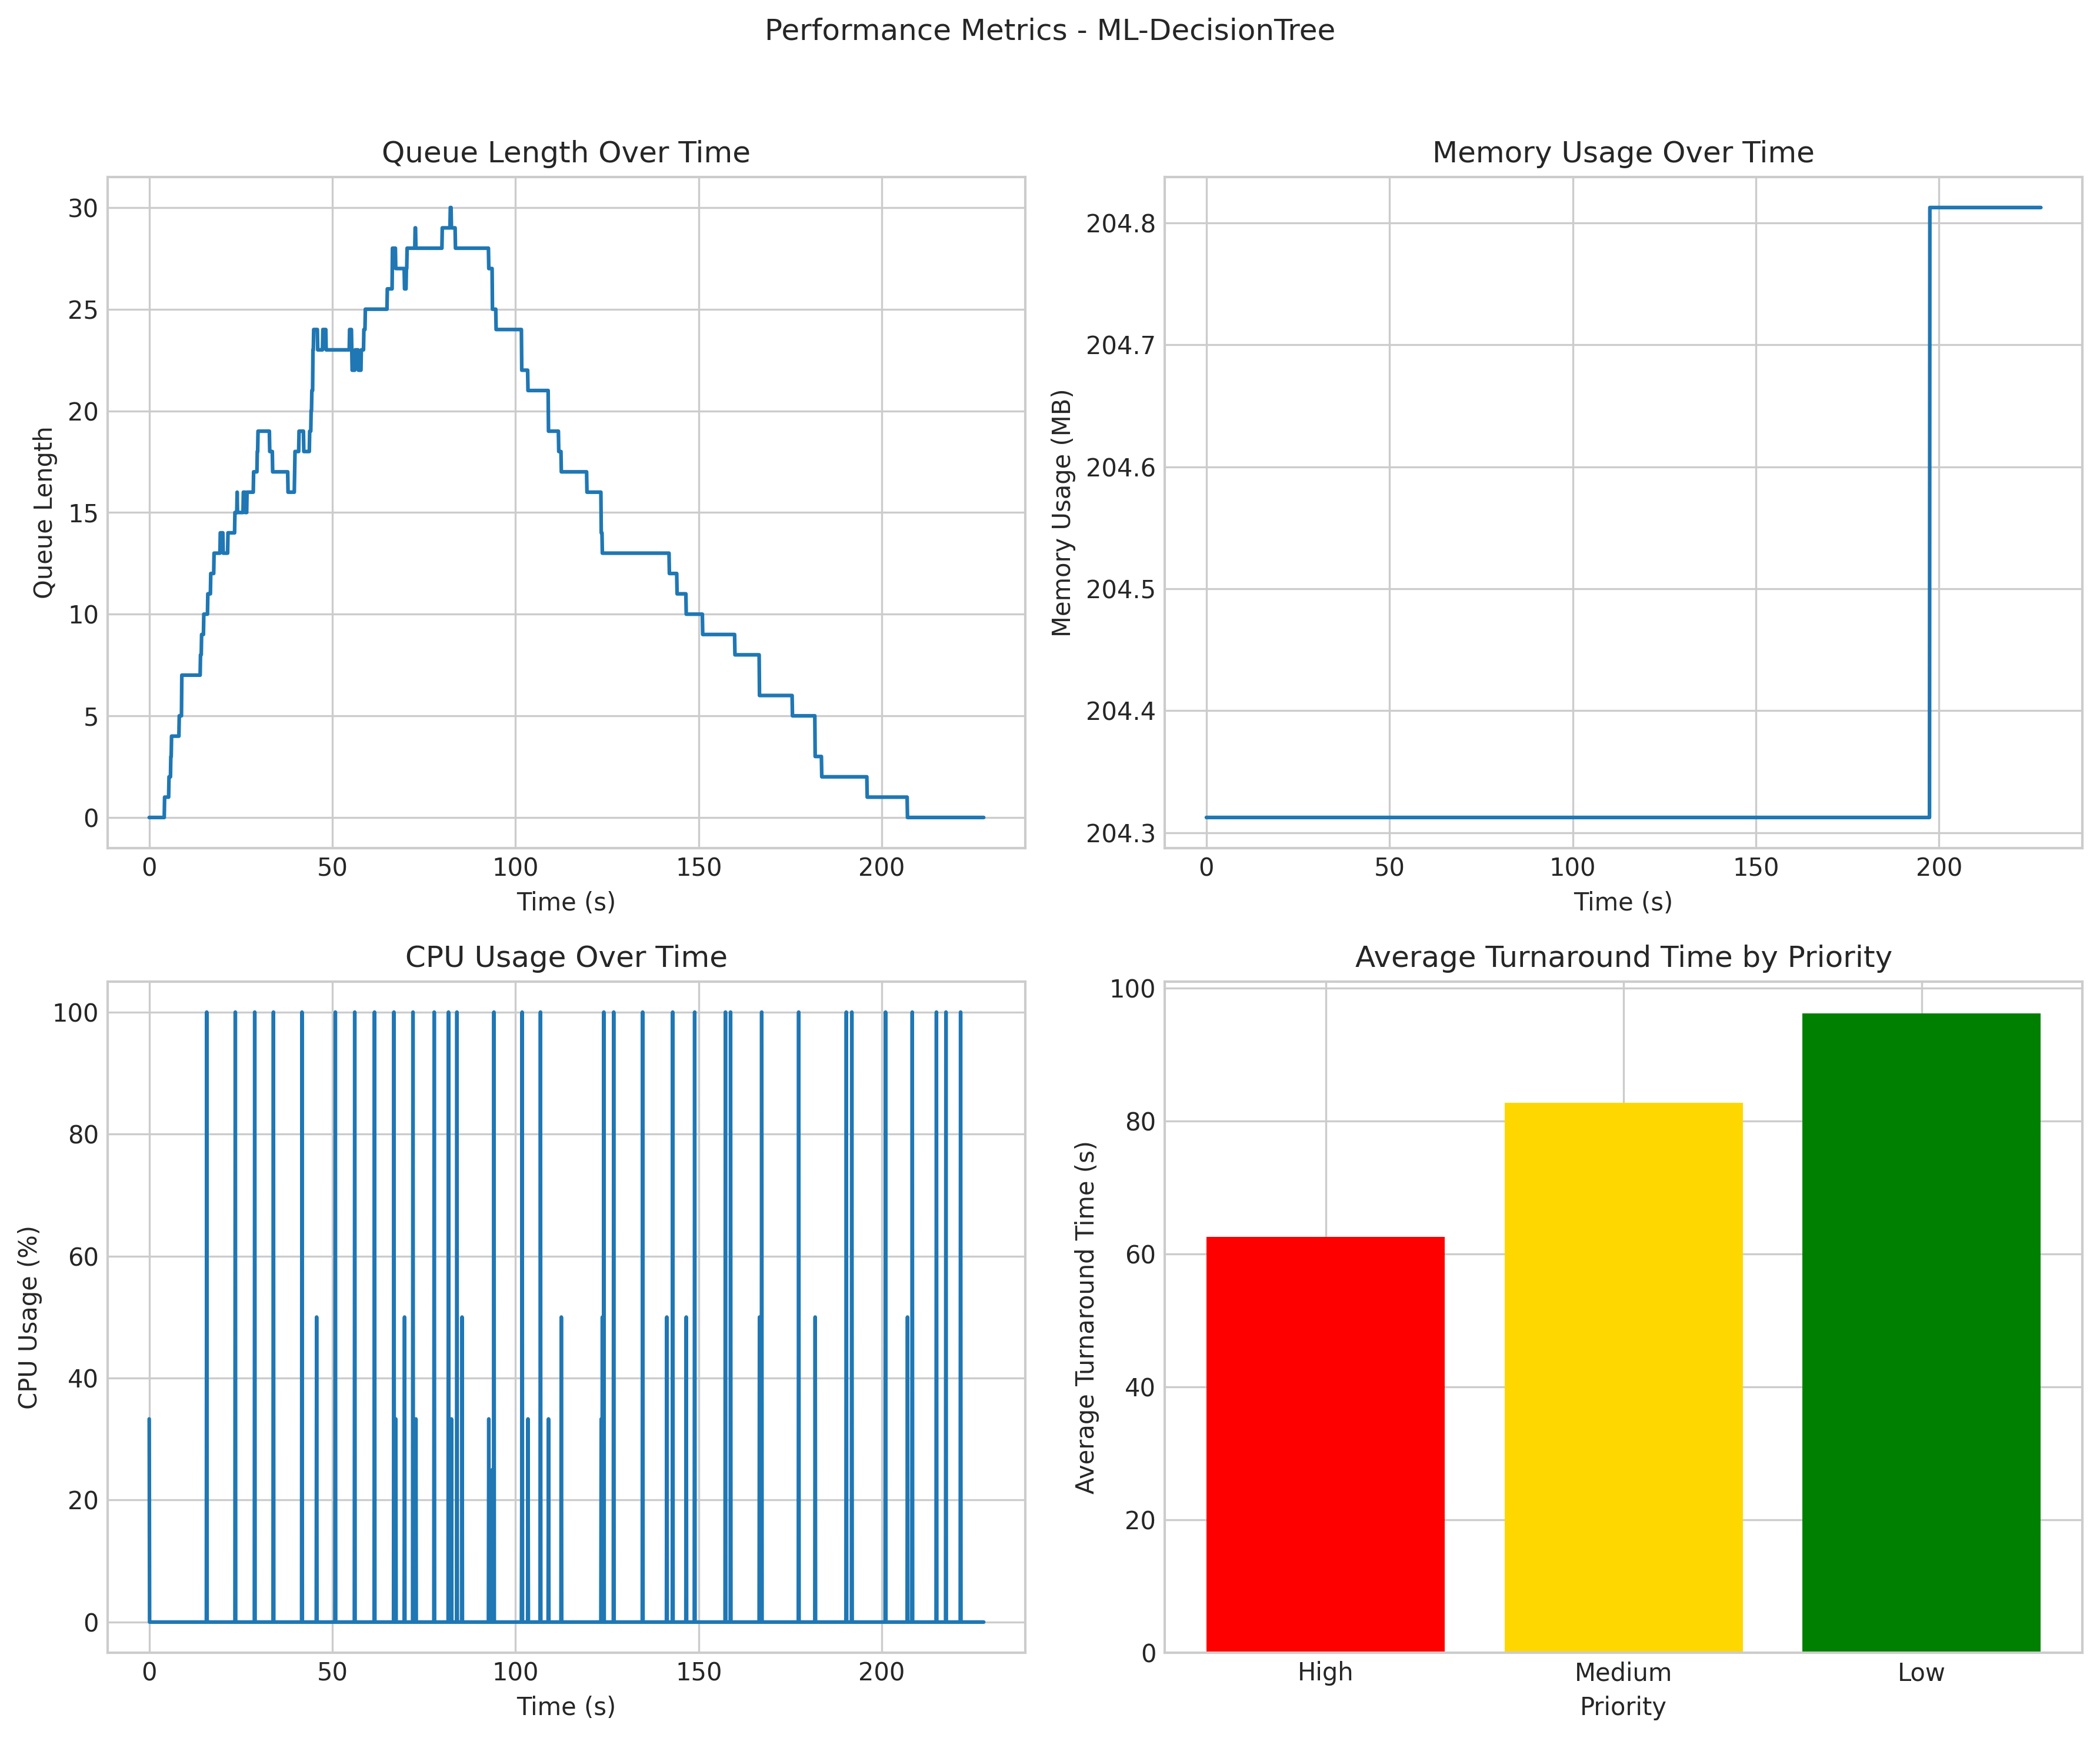 Performance Metrics - ML-DecisionTree
Queue Length Over Time
30
25
20
15
10
5
0
Queue Length
0 50 100 150 200
Time (s)
Memory Usage Over Time
204.8
204.7
204.6
204.5
204.4
204.3
Memory Usage (MB)
0 50 100 150 200
Time (s)
CPU Usage Over Time
100
80
60
40
20
0
CPU Usage (%)
0 50 100 150 200
Time (s)
Average Turnaround Time by Priority
100
80
60
40
20
0
Average Turnaround Time (s)
High Medium Low
Priority